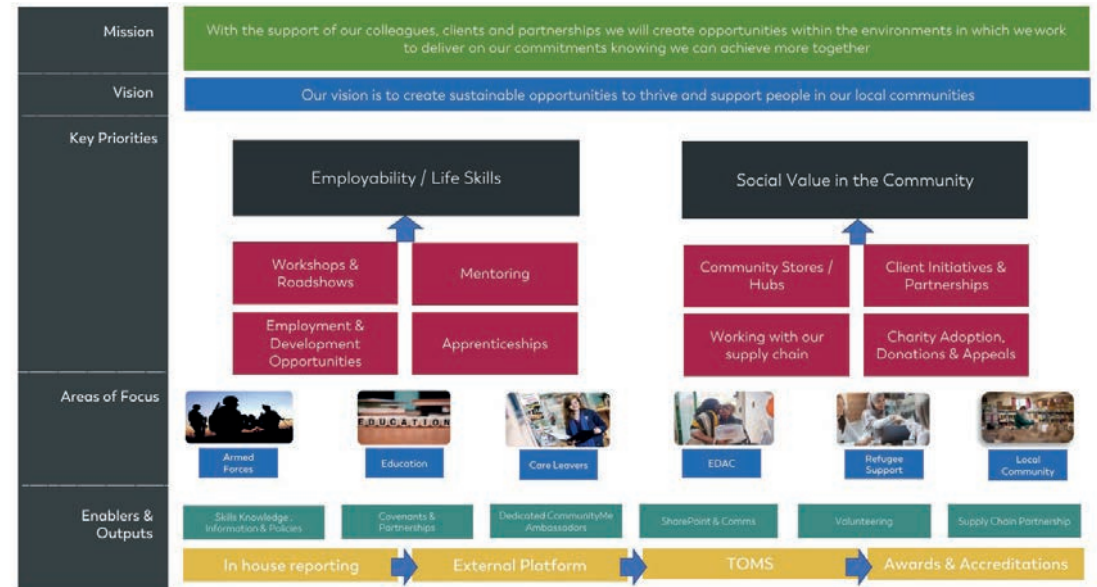 Mission
With the support of our colleagues, clients and partnerships we will create opportunities within the environments in which we work
to deliver on our commitments knowing we can achieve more together
Vision
Our vision is to create sustainable opportunities to thrive and support people in our local communities
Key Priorities
Employability / Life Skills
Social Value in the Community
Workshops &
Roadshows
Mentoring
Community Stores /
Hubs
Client Initiatives &
Partnerships
Employment &
Development
Opportunities
Apprenticeships
Working with our
supply chain
Charity Adoption,
Donations & Appeals
Areas of Focus
EDUCATION
Armed
Forces
Education
Care Leavers
EDAC
Refugee
Support
Local
Community
Enablers &
Outputs
Skills Knowledge,
Information & Policies
Covenants &
Partnerships
Dedicated CommunityMe
Ambassadors
SharePoint & Comms
Volunteering
Supply Chain Partnership
In house reporting
External Platform
TOMS
Awards & Accreditations